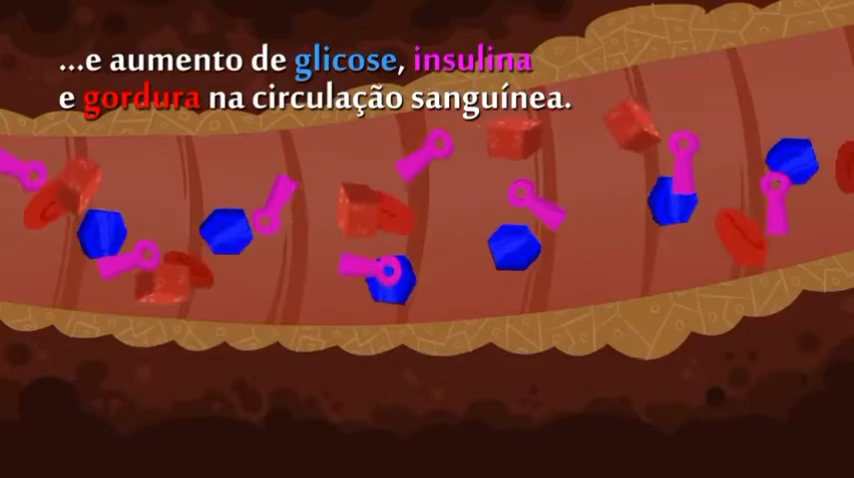 ...e aumento de glicose, insulina
e gordura na circulação sanguínea.